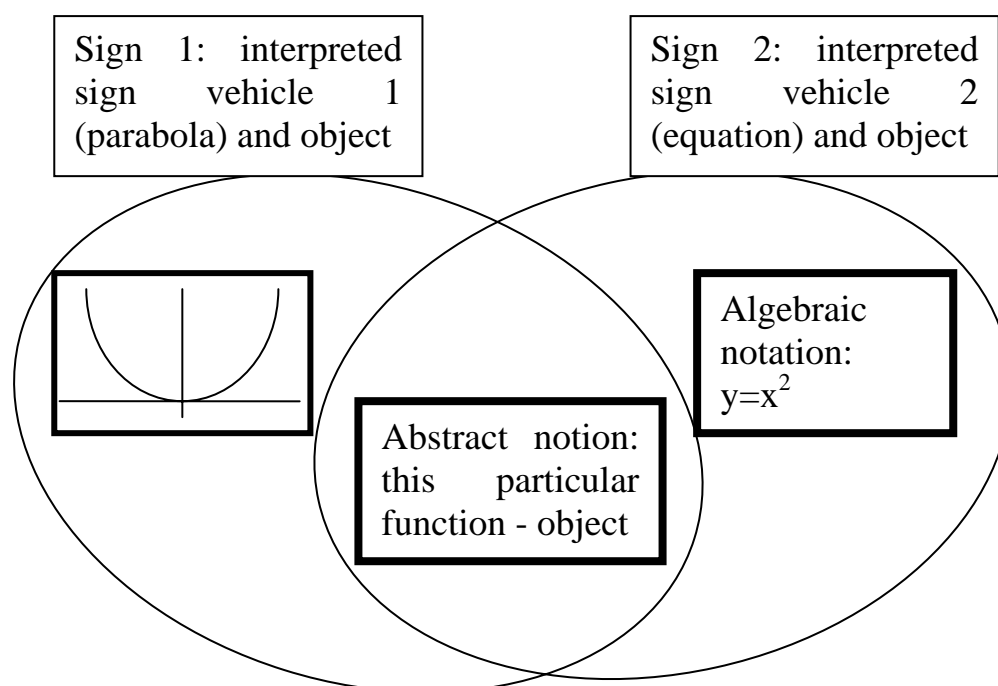 Sign 1: interpreted
sign vehicle 1
(parabola) and object
Sign 2: interpreted
sign vehicle 2
(equation) and object
Algebraic
notation:
y=x²
Abstract notion:
this particular
function - object